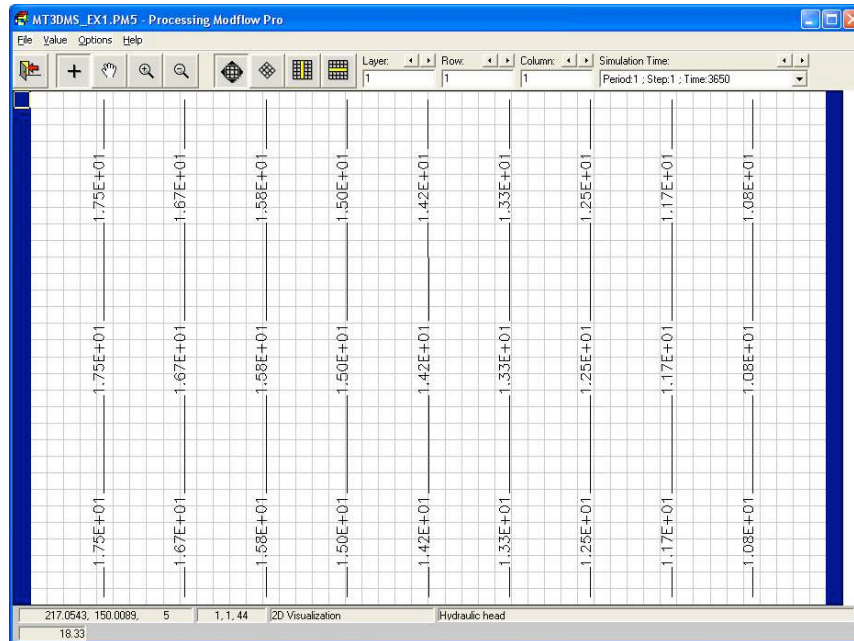 MT3DMS_EX1.PM5 - Processing Modflow Pro
File Value Options Help
Layer: Row: Column: Simulation Time:
1 1 1 Period:1 ; Step:1 ; Time:3650
1.75E+01 1.67E+01 1.58E+01 1.50E+01 1.42E+01 1.33E+01 1.25E+01 1.17E+01 1.08E+01
1.75E+01 1.67E+01 1.58E+01 1.50E+01 1.42E+01 1.33E+01 1.25E+01 1.17E+01 1.08E+01
1.75E+01 1.67E+01 1.58E+01 1.50E+01 1.42E+01 1.33E+01 1.25E+01 1.17E+01 1.08E+01
217.0543, 150.0089, 5 1, 1, 44 2D Visualization Hydraulic head
18.33